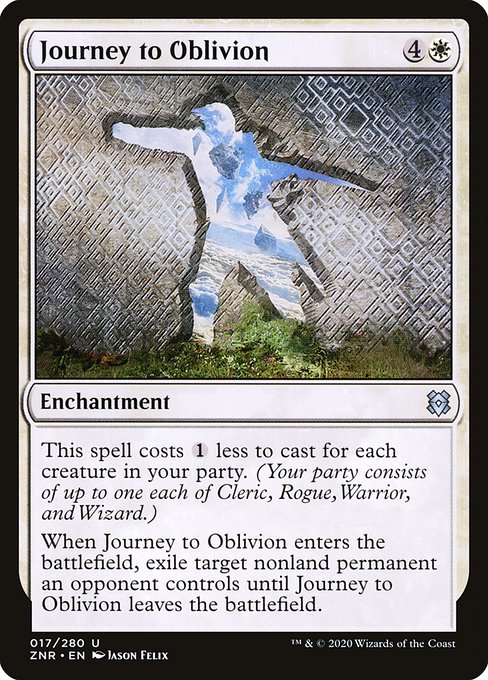 Journey to Oblivion 4
Enchantment
This spell costs 1 less to cast for each
creature in your party. (Your party consists
of up to one each of Cleric, Rogue, Warrior,
and Wizard.)
When Journey to Oblivion enters the
battlefield, exile target nonland permanent
an opponent controls until Journey to
Oblivion leaves the battlefield.
017/280 U
ZNR • EN Jason Felix
™ & © 2020 Wizards of the Coast